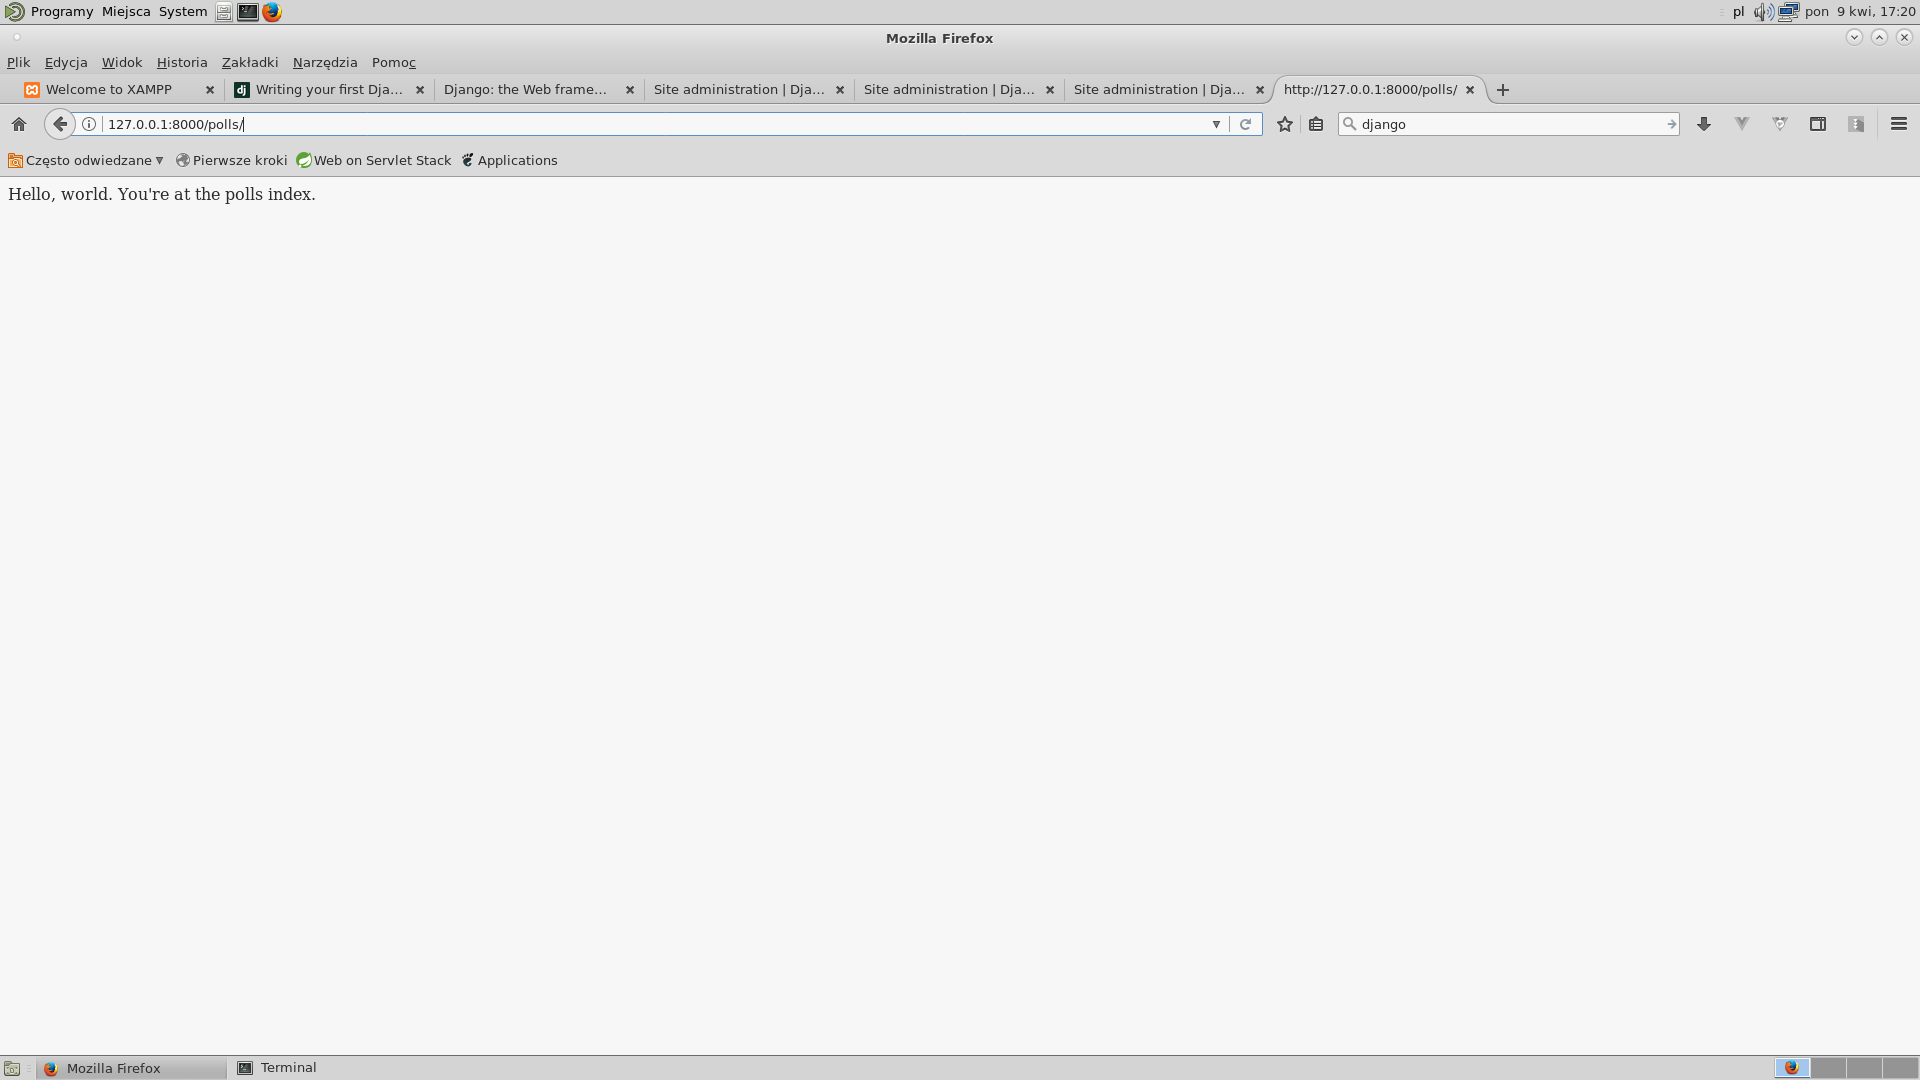 Programy Miejsca System pl pon 9 kwi, 17:20
Mozilla Firefox
Plik Edycja Widok Historia Zakładki Narzędzia Pomoc
Welcome to XAMPP dj Writing your first Dja... Django: the Web frame... Site administration | Dja... Site administration | Dja... Site administration | Dja... http://127.0.0.1:8000/polls/
127.0.0.1:8000/polls/ django
Często odwiedzane Pierwsze kroki Web on Servlet Stack Applications
Hello, world. You're at the polls index.
Mozilla Firefox Terminal